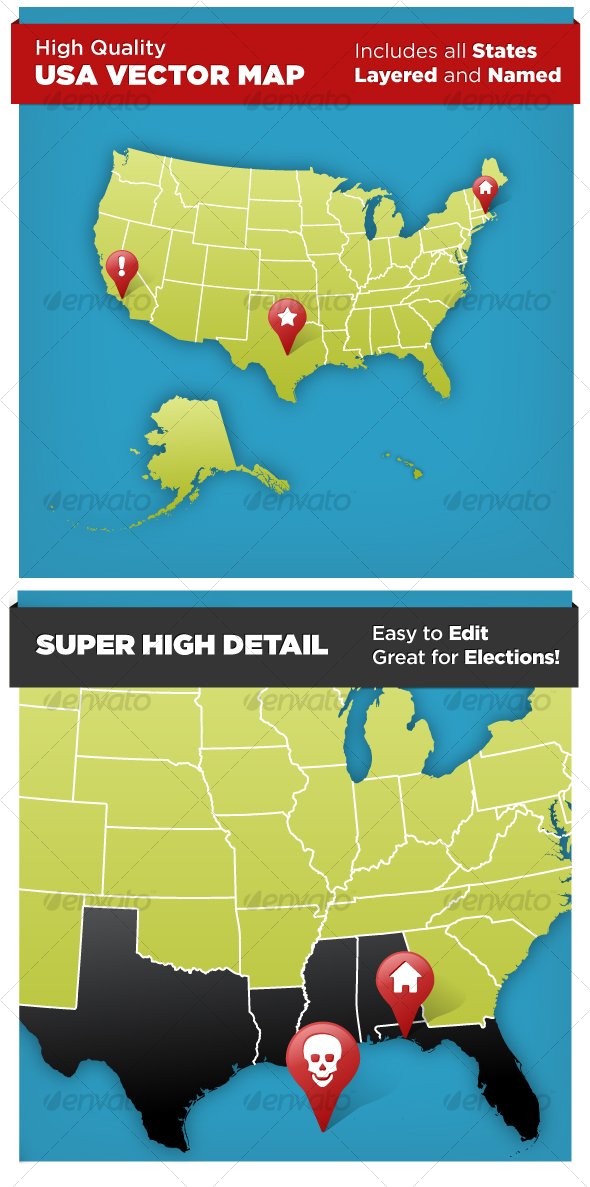 High Quality
USA VECTOR MAP
Includes all States
Layered and Named
envato envato envato
envato envato envato
envato envato envato
SUPER HIGH DETAIL
Easy to Edit
Great for Elections!
envato envato envato
envato envato envato
envato envato envato